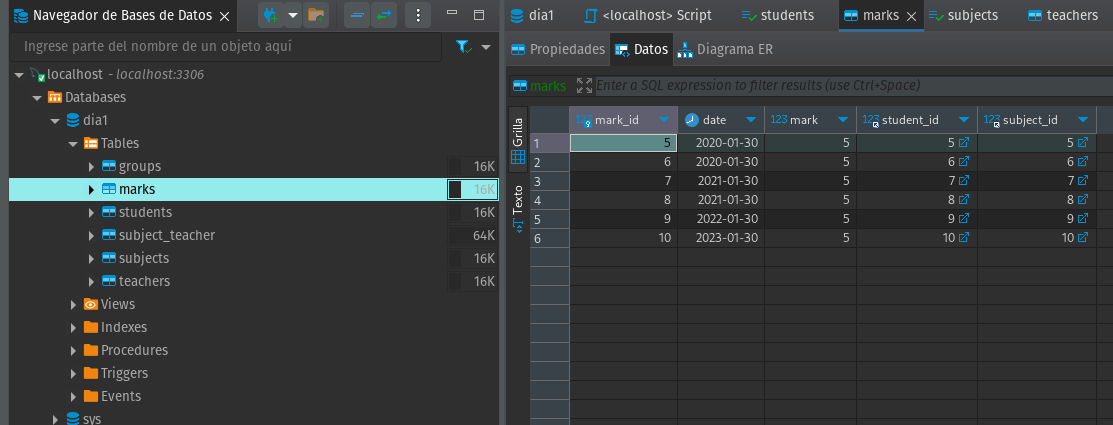 Navegador de Bases de Datos
Ingrese parte del nombre de un objeto aquí
localhost - localhost:3306
Databases
dia1
Tables
groups 16K
marks 16K
students 16K
subject_teacher 64K
subjects 16K
teachers 16K
Views
Indexes
Procedures
Triggers
Events
sys
dia1 <localhost> Script students marks subjects teachers
Propiedades Datos Diagrama ER
marks Enter a SQL expression to filter results (use Ctrl+Space)
Grilla
Texto
123 mark_id date 123 mark 123 student_id 123 subject_id
1 5 2020-01-30 5 5 5
2 6 2020-01-30 5 6 6
3 7 2021-01-30 5 7 7
4 8 2021-01-30 5 8 8
5 9 2022-01-30 5 9 9
6 10 2023-01-30 5 10 10